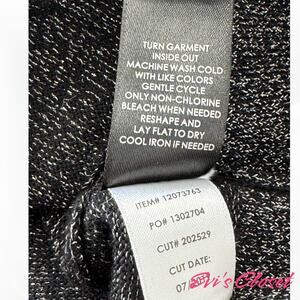 TURN GARMENT
INSIDE OUT
MACHINE WASH COLD
WITH LIKE COLORS
GENTLE CYCLE
ONLY NON-CHLORINE
BLEACH WHEN NEEDED
RESHAPE AND
LAY FLAT TO DRY
COOL IRON IF NEEDED
ITEM# 12073763
PO# 1302704
CUT# 202529
CUT DATE:
07
Evi's Closet